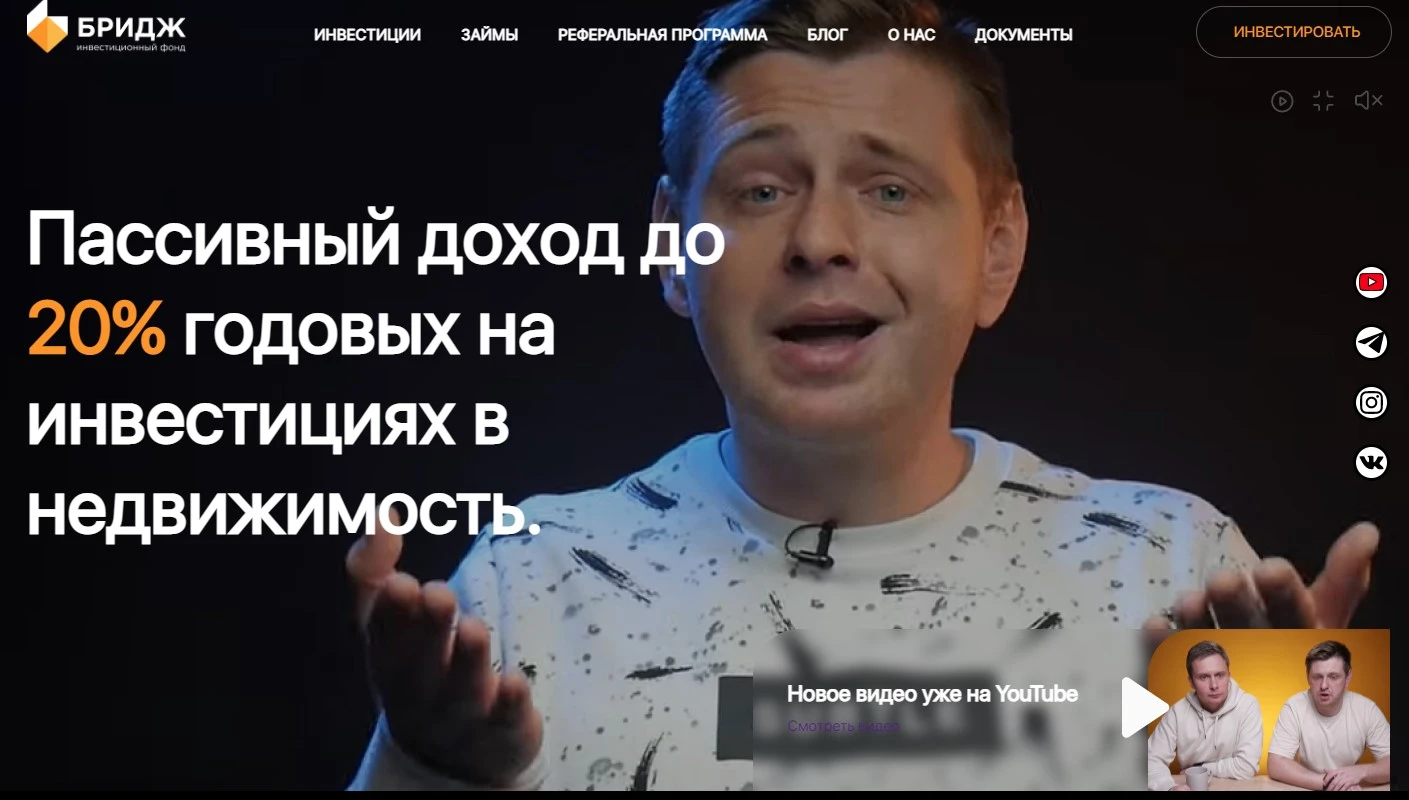 БРИДЖ
инвестиционный фонд
ИНВЕСТИЦИИ ЗАЙМЫ РЕФЕРАЛЬНАЯ ПРОГРАММА БЛОГ О НАС ДОКУМЕНТЫ
ИНВЕСТИРОВАТЬ
Пассивный доход до
20% годовых на
инвестициях в
недвижимость.
Новое видео уже на YouTube
Смотреть видео